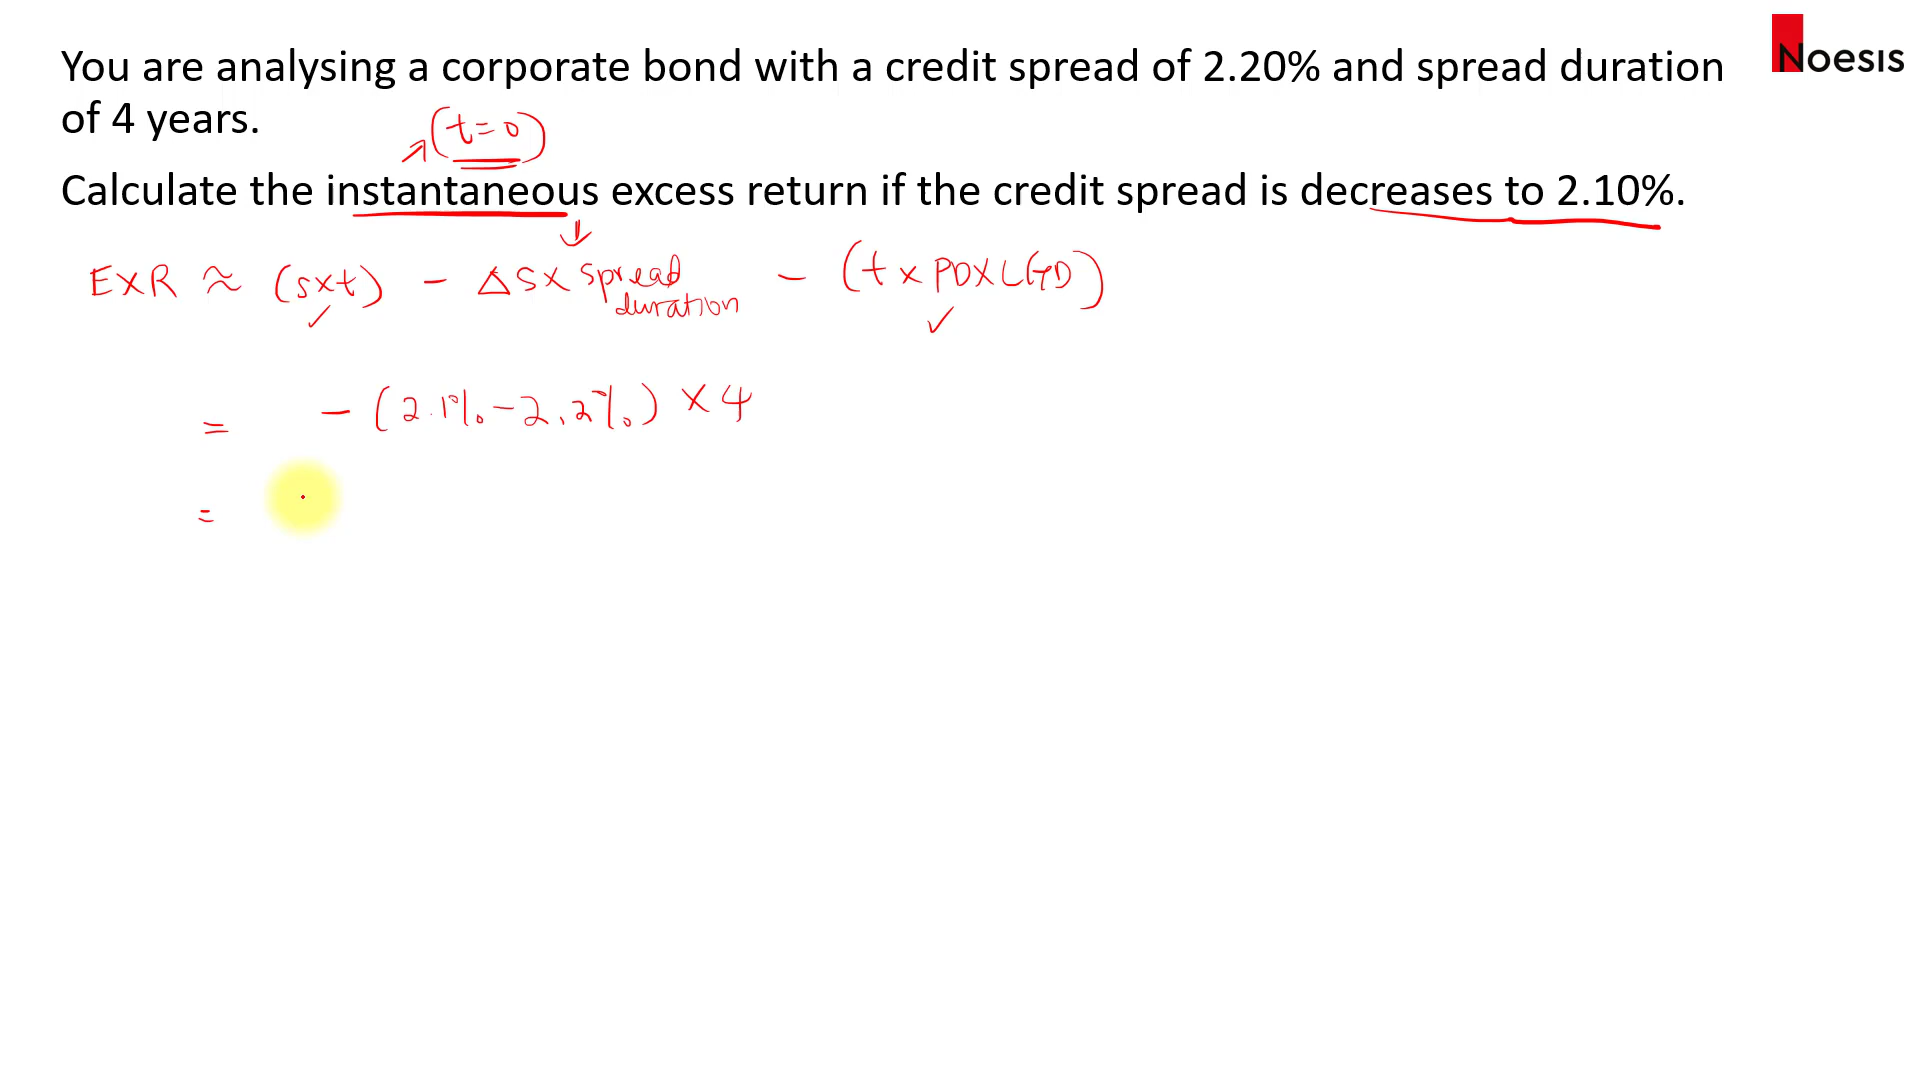 Noesis
You are analysing a corporate bond with a credit spread of 2.20% and spread duration
of 4 years.
(t=0)
Calculate the instantaneous excess return if the credit spread is decreases to 2.10%.
EXR ≈ (s×t) - Δs× spread duration - (t × PD×LGD)
= - (2.1% - 2.2%) × 4
=